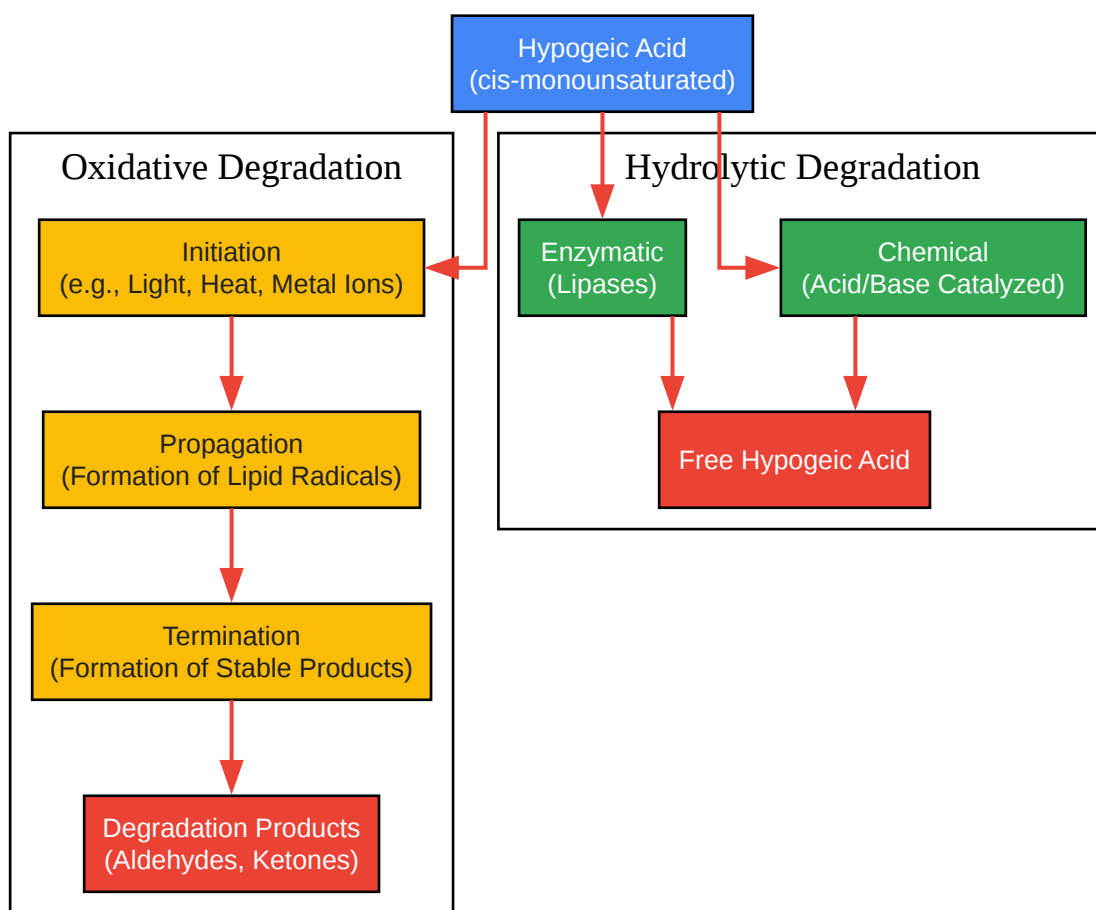 Hypogeic Acid
(cis-monounsaturated)
Oxidative Degradation
Initiation
(e.g., Light, Heat, Metal Ions)
Propagation
(Formation of Lipid Radicals)
Termination
(Formation of Stable Products)
Degradation Products
(Aldehydes, Ketones)
Hydrolytic Degradation
Enzymatic
(Lipases)
Chemical
(Acid/Base Catalyzed)
Free Hypogeic Acid